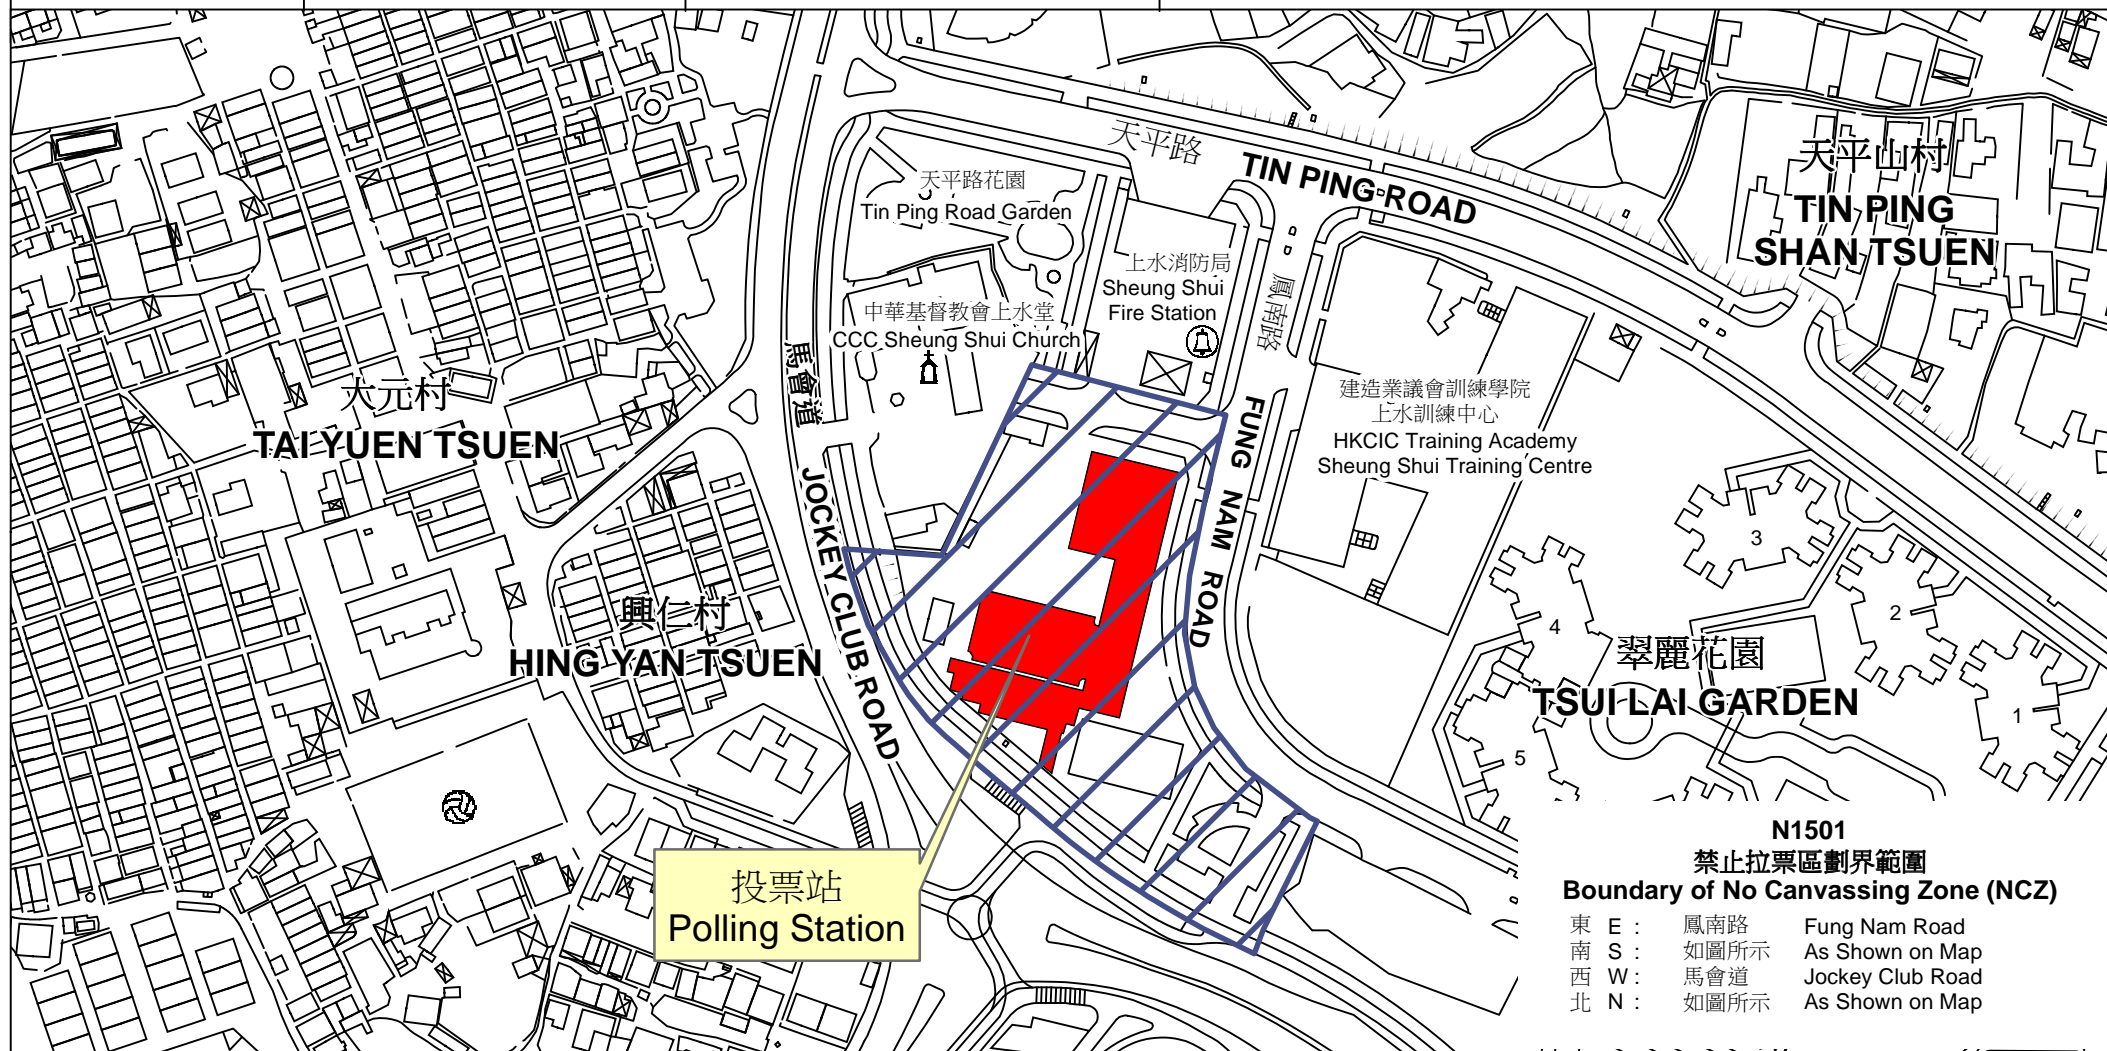 天平路
TIN PING ROAD
天平山村
TIN PING
SHAN TSUEN
天平路花園
Tin Ping Road Garden
上水消防局
Sheung Shui
Fire Station
鳳南路
中華基督教會上水堂
CCC Sheung Shui Church
馬會道
JOCKEY CLUB ROAD
大元村
TAI YUEN TSUEN
建造業議會訓練學院
上水訓練中心
HKCIC Training Academy
Sheung Shui Training Centre
FUNG NAM ROAD
興仁村
HING YAN TSUEN
3
2
4
翠麗花園
TSUI LAI GARDEN
1
5
投票站
Polling Station
N1501
禁止拉票區劃界範圍
Boundary of No Canvassing Zone (NCZ)
東 E : 鳳南路 Fung Nam Road
南 S : 如圖所示 As Shown on Map
西 W : 馬會道 Jockey Club Road
北 N : 如圖所示 As Shown on Map